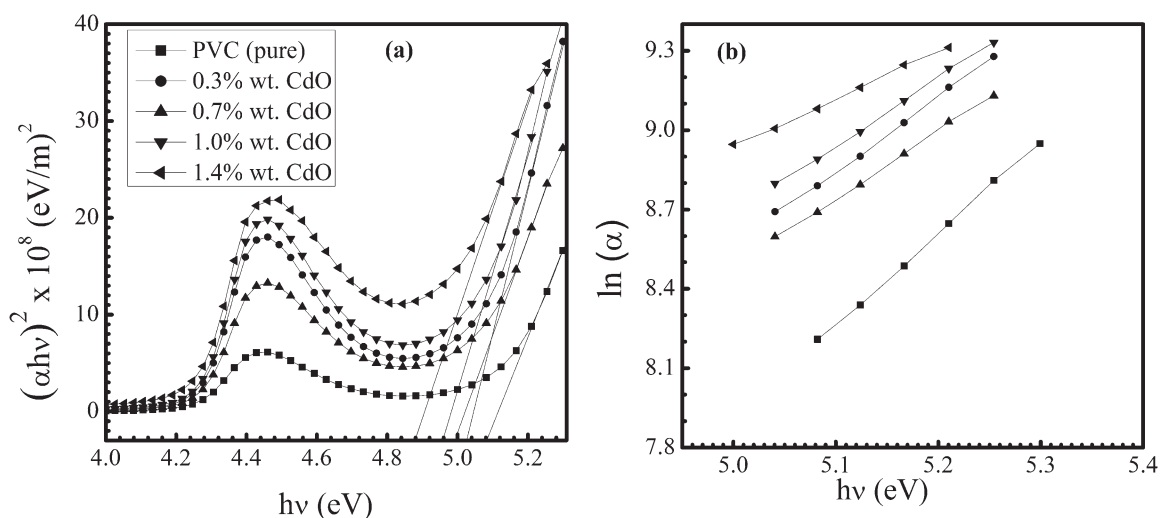 (a)
PVC (pure)
0.3% wt. CdO
0.7% wt. CdO
1.0% wt. CdO
1.4% wt. CdO
(αhν)² x 10⁸ (eV/m)²
40
30
20
10
0
4.0 4.2 4.4 4.6 4.8 5.0 5.2
hν (eV)
(b)
ln (α)
9.3
9.0
8.7
8.4
8.1
7.8
5.0 5.1 5.2 5.3 5.4
hν (eV)